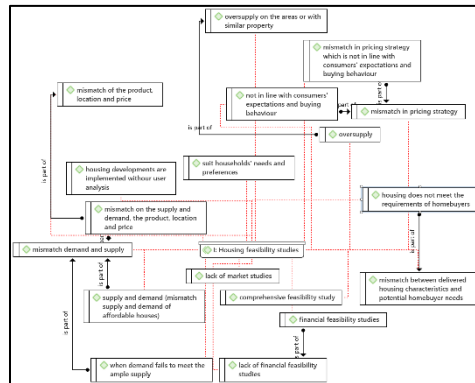 oversupply on the areas or with
similar property
mismatch in pricing strategy
which is not in line with
consumers' expectations and
buying behaviour
mismatch of the product,
location and price
not in line with consumers'
expectations and buying
behaviour
is part of
mismatch in pricing strategy
is part of
is part of
oversupply
is part of
housing developments are
implemented withour user
analysis
suit households' needs and
preferences
housing does not meet the
requirements of homebuyers
mismatch on the supply and
demand, the product, location
and price
mismatch demand and supply
I: Housing feasibility studies
is part of
lack of market studies
is part of
mismatch between delivered
housing characteristics and
potential homebuyer needs
supply and demand (mismatch
supply and demand of
affordable houses)
comprehensive feasibility study
financial feasibility studies
is part of
is part of
when demand fails to meet the
ample supply
lack of financial feasibility
studies